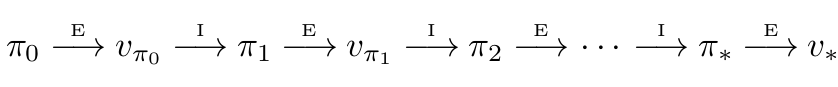 π₀ —E→ v_π₀ —I→ π₁ —E→ v_π₁ —I→ π₂ —E→ ⋯ —I→ π_* —E→ v_*